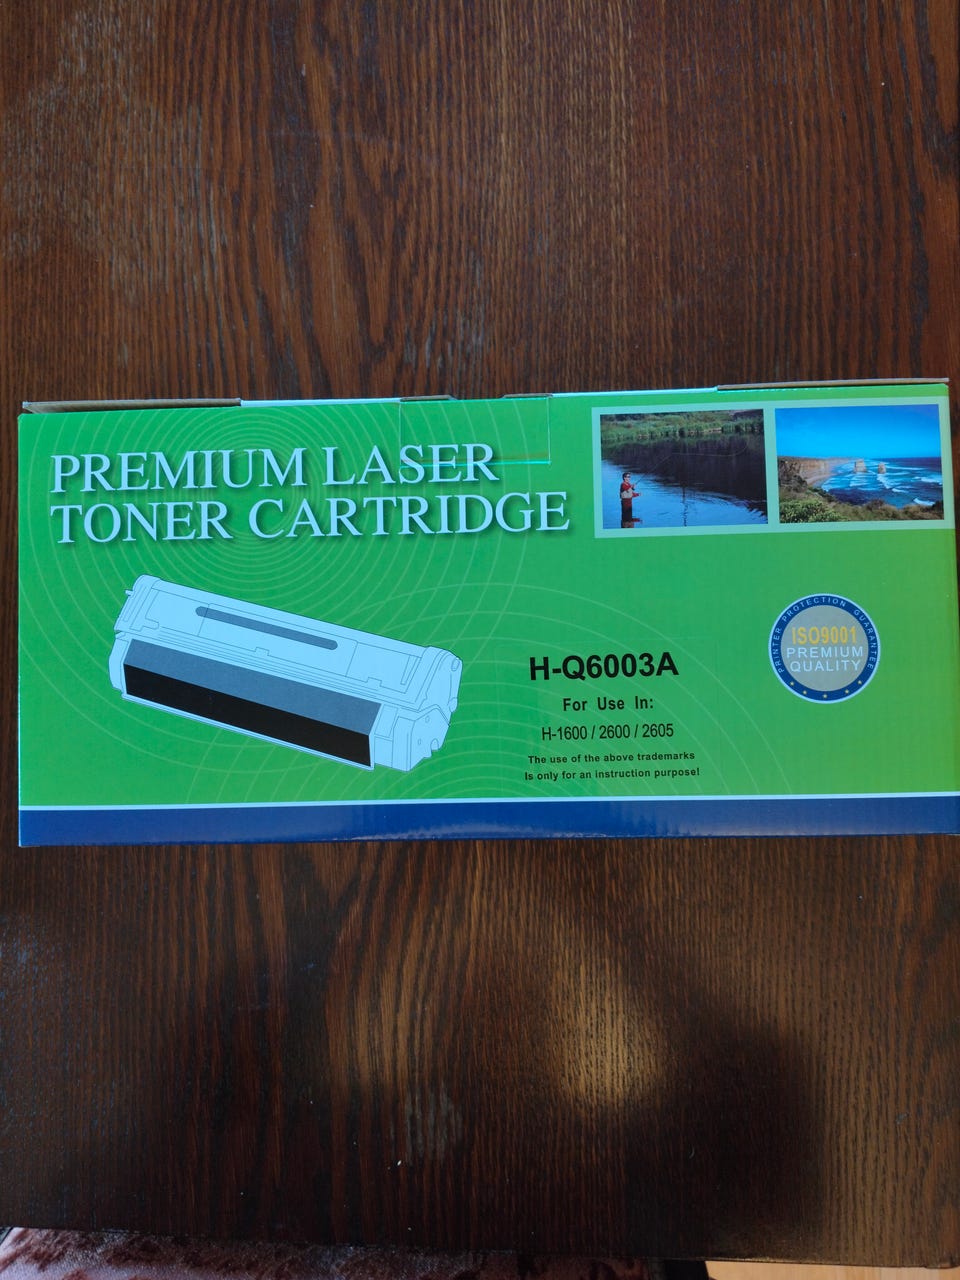 PREMIUM LASER
TONER CARTRIDGE
PRINTER PROTECTION GUARANTEE
ISO9001
PREMIUM
QUALITY
H-Q6003A
For Use In:
H-1600 / 2600 / 2605
The use of the above trademarks
Is only for an instruction purpose!